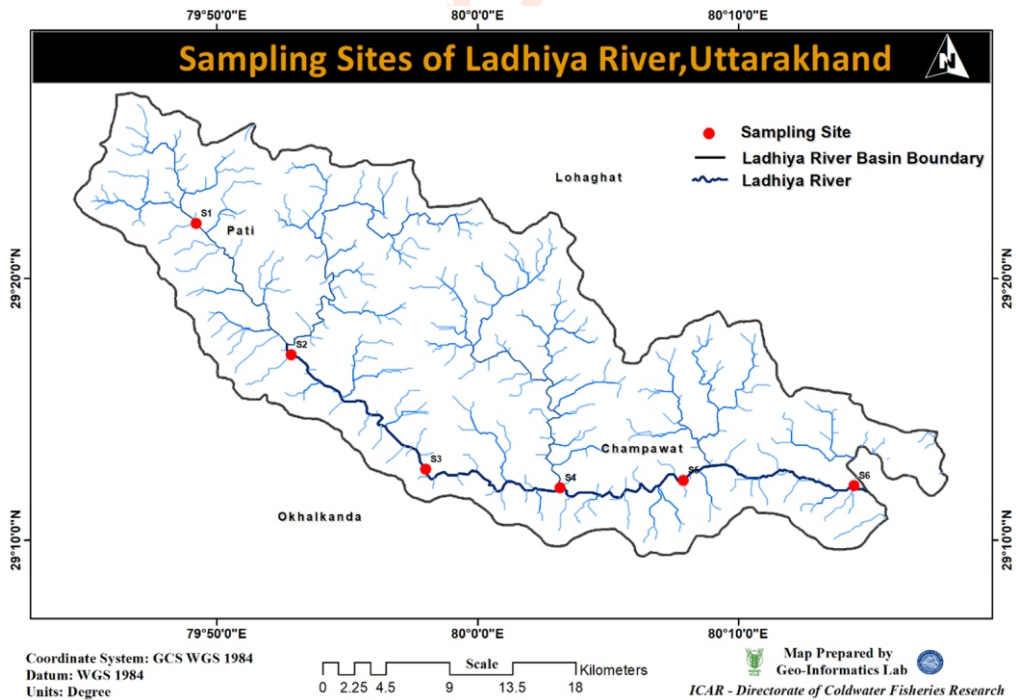 79°50'0"E 80°0'0"E 80°10'0"E
Sampling Sites of Ladhiya River,Uttarakhand
N
Sampling Site
Ladhiya River Basin Boundary
Ladhiya River
Lohaghat
S1
Pati
29°20'0"N 29°20'0"N
S2
Champawat
S3
S4
S5
S6
Okhalkanda
29°10'0"N 29°10'0"N
79°50'0"E 80°0'0"E 80°10'0"E
Coordinate System: GCS WGS 1984
Datum: WGS 1984
Units: Degree
Scale
Kilometers
0 2.25 4.5 9 13.5 18
Map Prepared by
Geo-Informatics Lab
ICAR - Directorate of Coldwater Fisheries Research